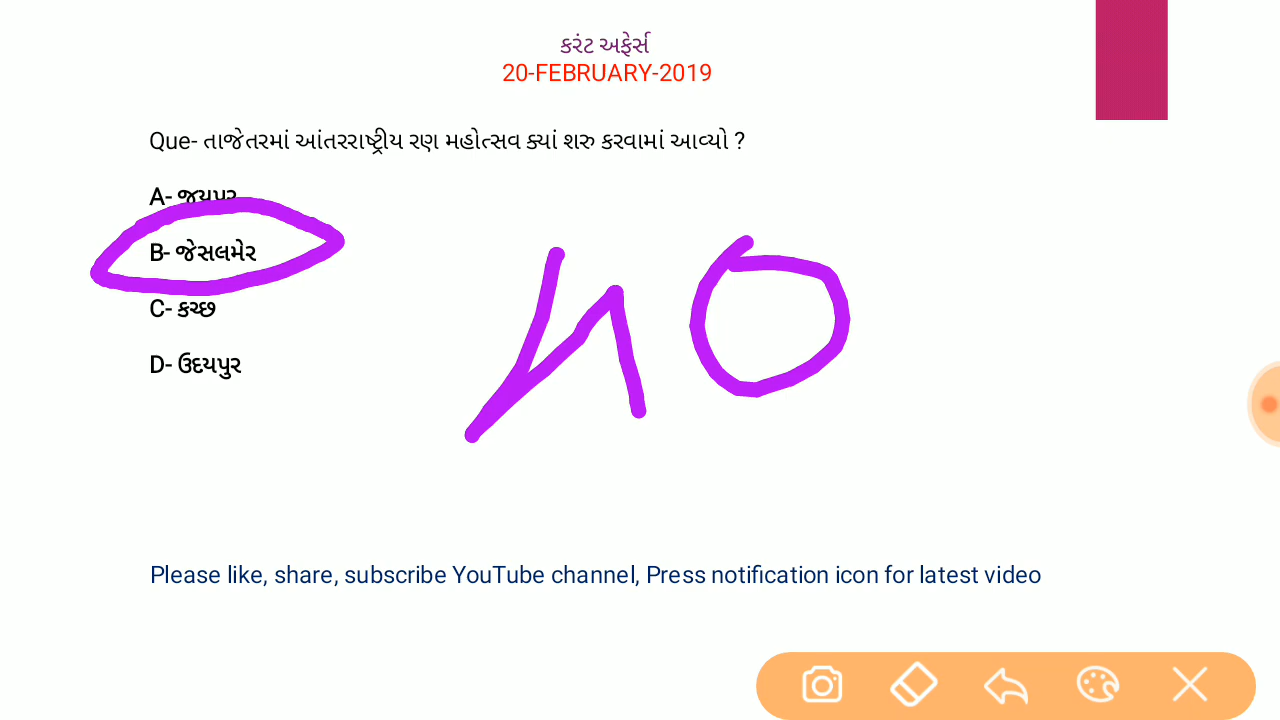 કરંટ અફેર્સ
20-FEBRUARY-2019
Que- તાજેતરમાં આંતરરાષ્ટ્રીય રણ મહોત્સવ ક્યાં શરુ કરવામાં આવ્યો ?
A- જયપુર
B- જેસલમેર
C- કચ્છ
D- ઉદયપુર
Please like, share, subscribe YouTube channel, Press notification icon for latest video